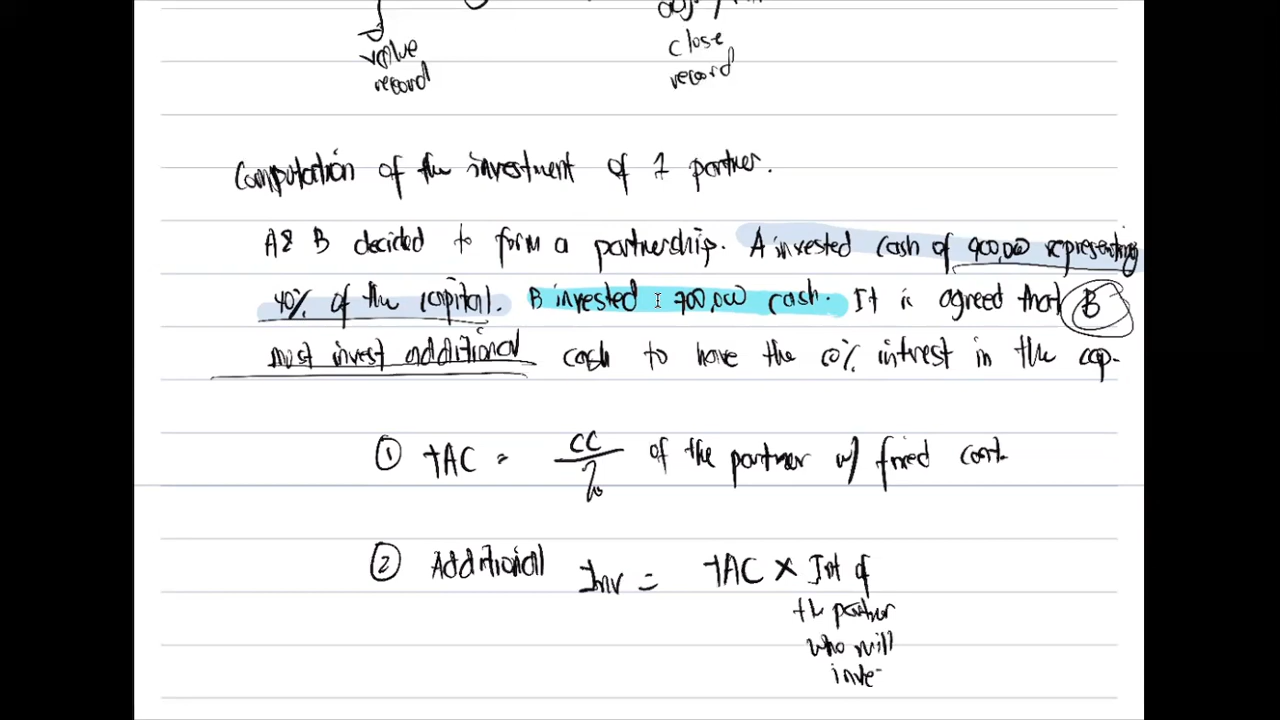 value close
record record
Computation of the investment of 1 partner.
A & B decided to form a partnership. A invested cash of 900,000 representing
40% of the capital. B invested 700,000 cash. It is agreed that B
must invest additional cash to have the 60% interest in the cap.
① TAC = CC/% of the partner w/ fixed cont.
② Additional Inv = TAC × Int of
the partner
who will
inve